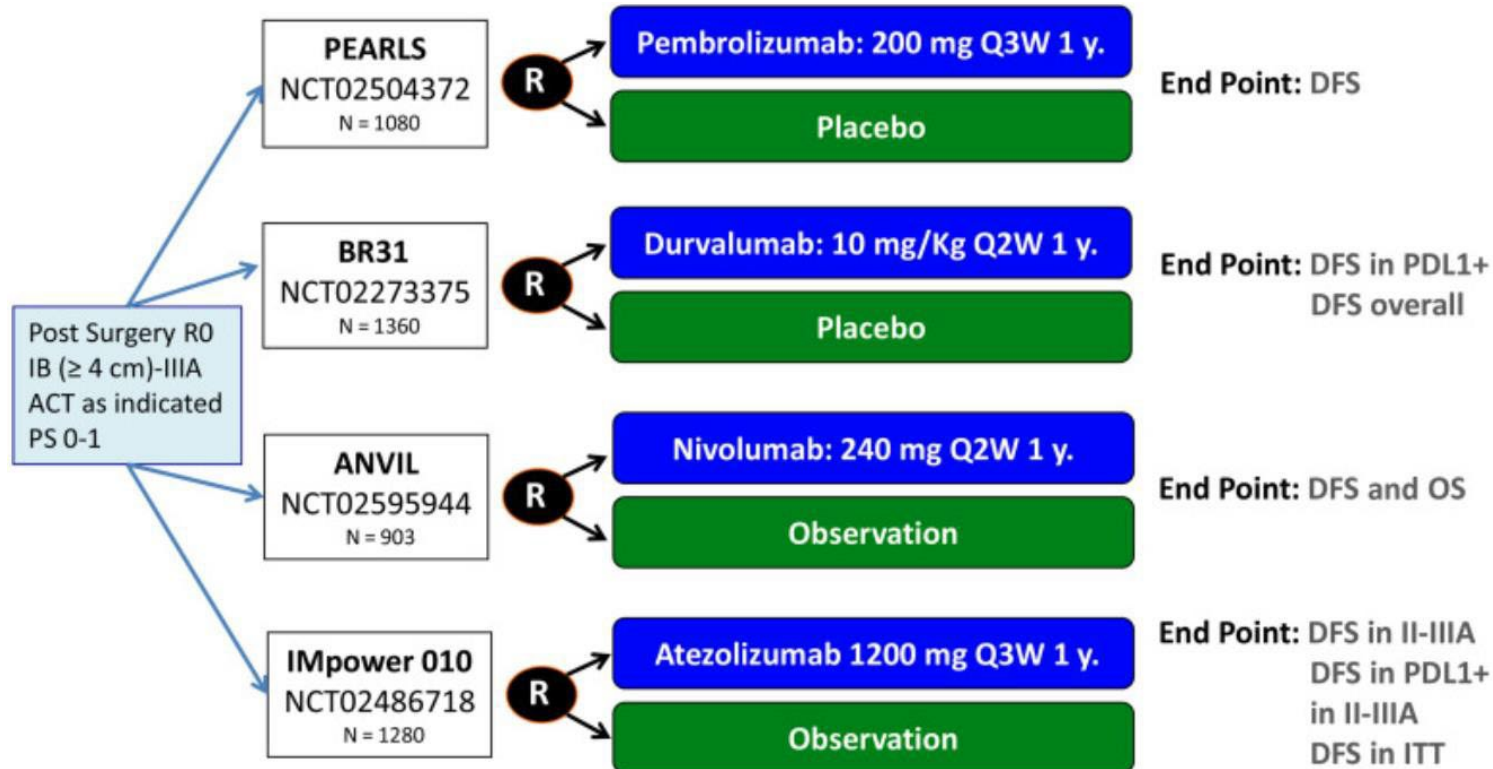 Post Surgery R0
IB (≥ 4 cm)-IIIA
ACT as indicated
PS 0-1
PEARLS
NCT02504372
N = 1080
R
Pembrolizumab: 200 mg Q3W 1 y.
Placebo
End Point: DFS
BR31
NCT02273375
N = 1360
R
Durvalumab: 10 mg/Kg Q2W 1 y.
Placebo
End Point: DFS in PDL1+
DFS overall
ANVIL
NCT02595944
N = 903
R
Nivolumab: 240 mg Q2W 1 y.
Observation
End Point: DFS and OS
IMpower 010
NCT02486718
N = 1280
R
Atezolizumab 1200 mg Q3W 1 y.
Observation
End Point: DFS in II-IIIA
DFS in PDL1+
in II-IIIA
DFS in ITT